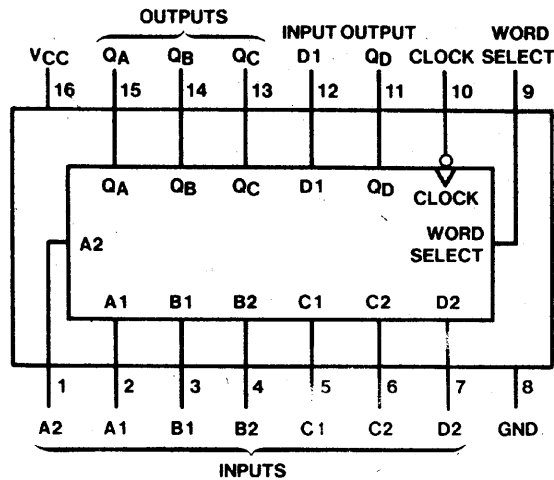 OUTPUTS
INPUT OUTPUT
WORD
VCC QA QB QC D1 QD CLOCK SELECT
16 15 14 13 12 11 10 9
QA QB QC D1 QD CLOCK
A2
WORD
SELECT
A1 B1 B2 C1 C2 D2
1 2 3 4 5 6 7 8
A2 A1 B1 B2 C1 C2 D2 GND
INPUTS